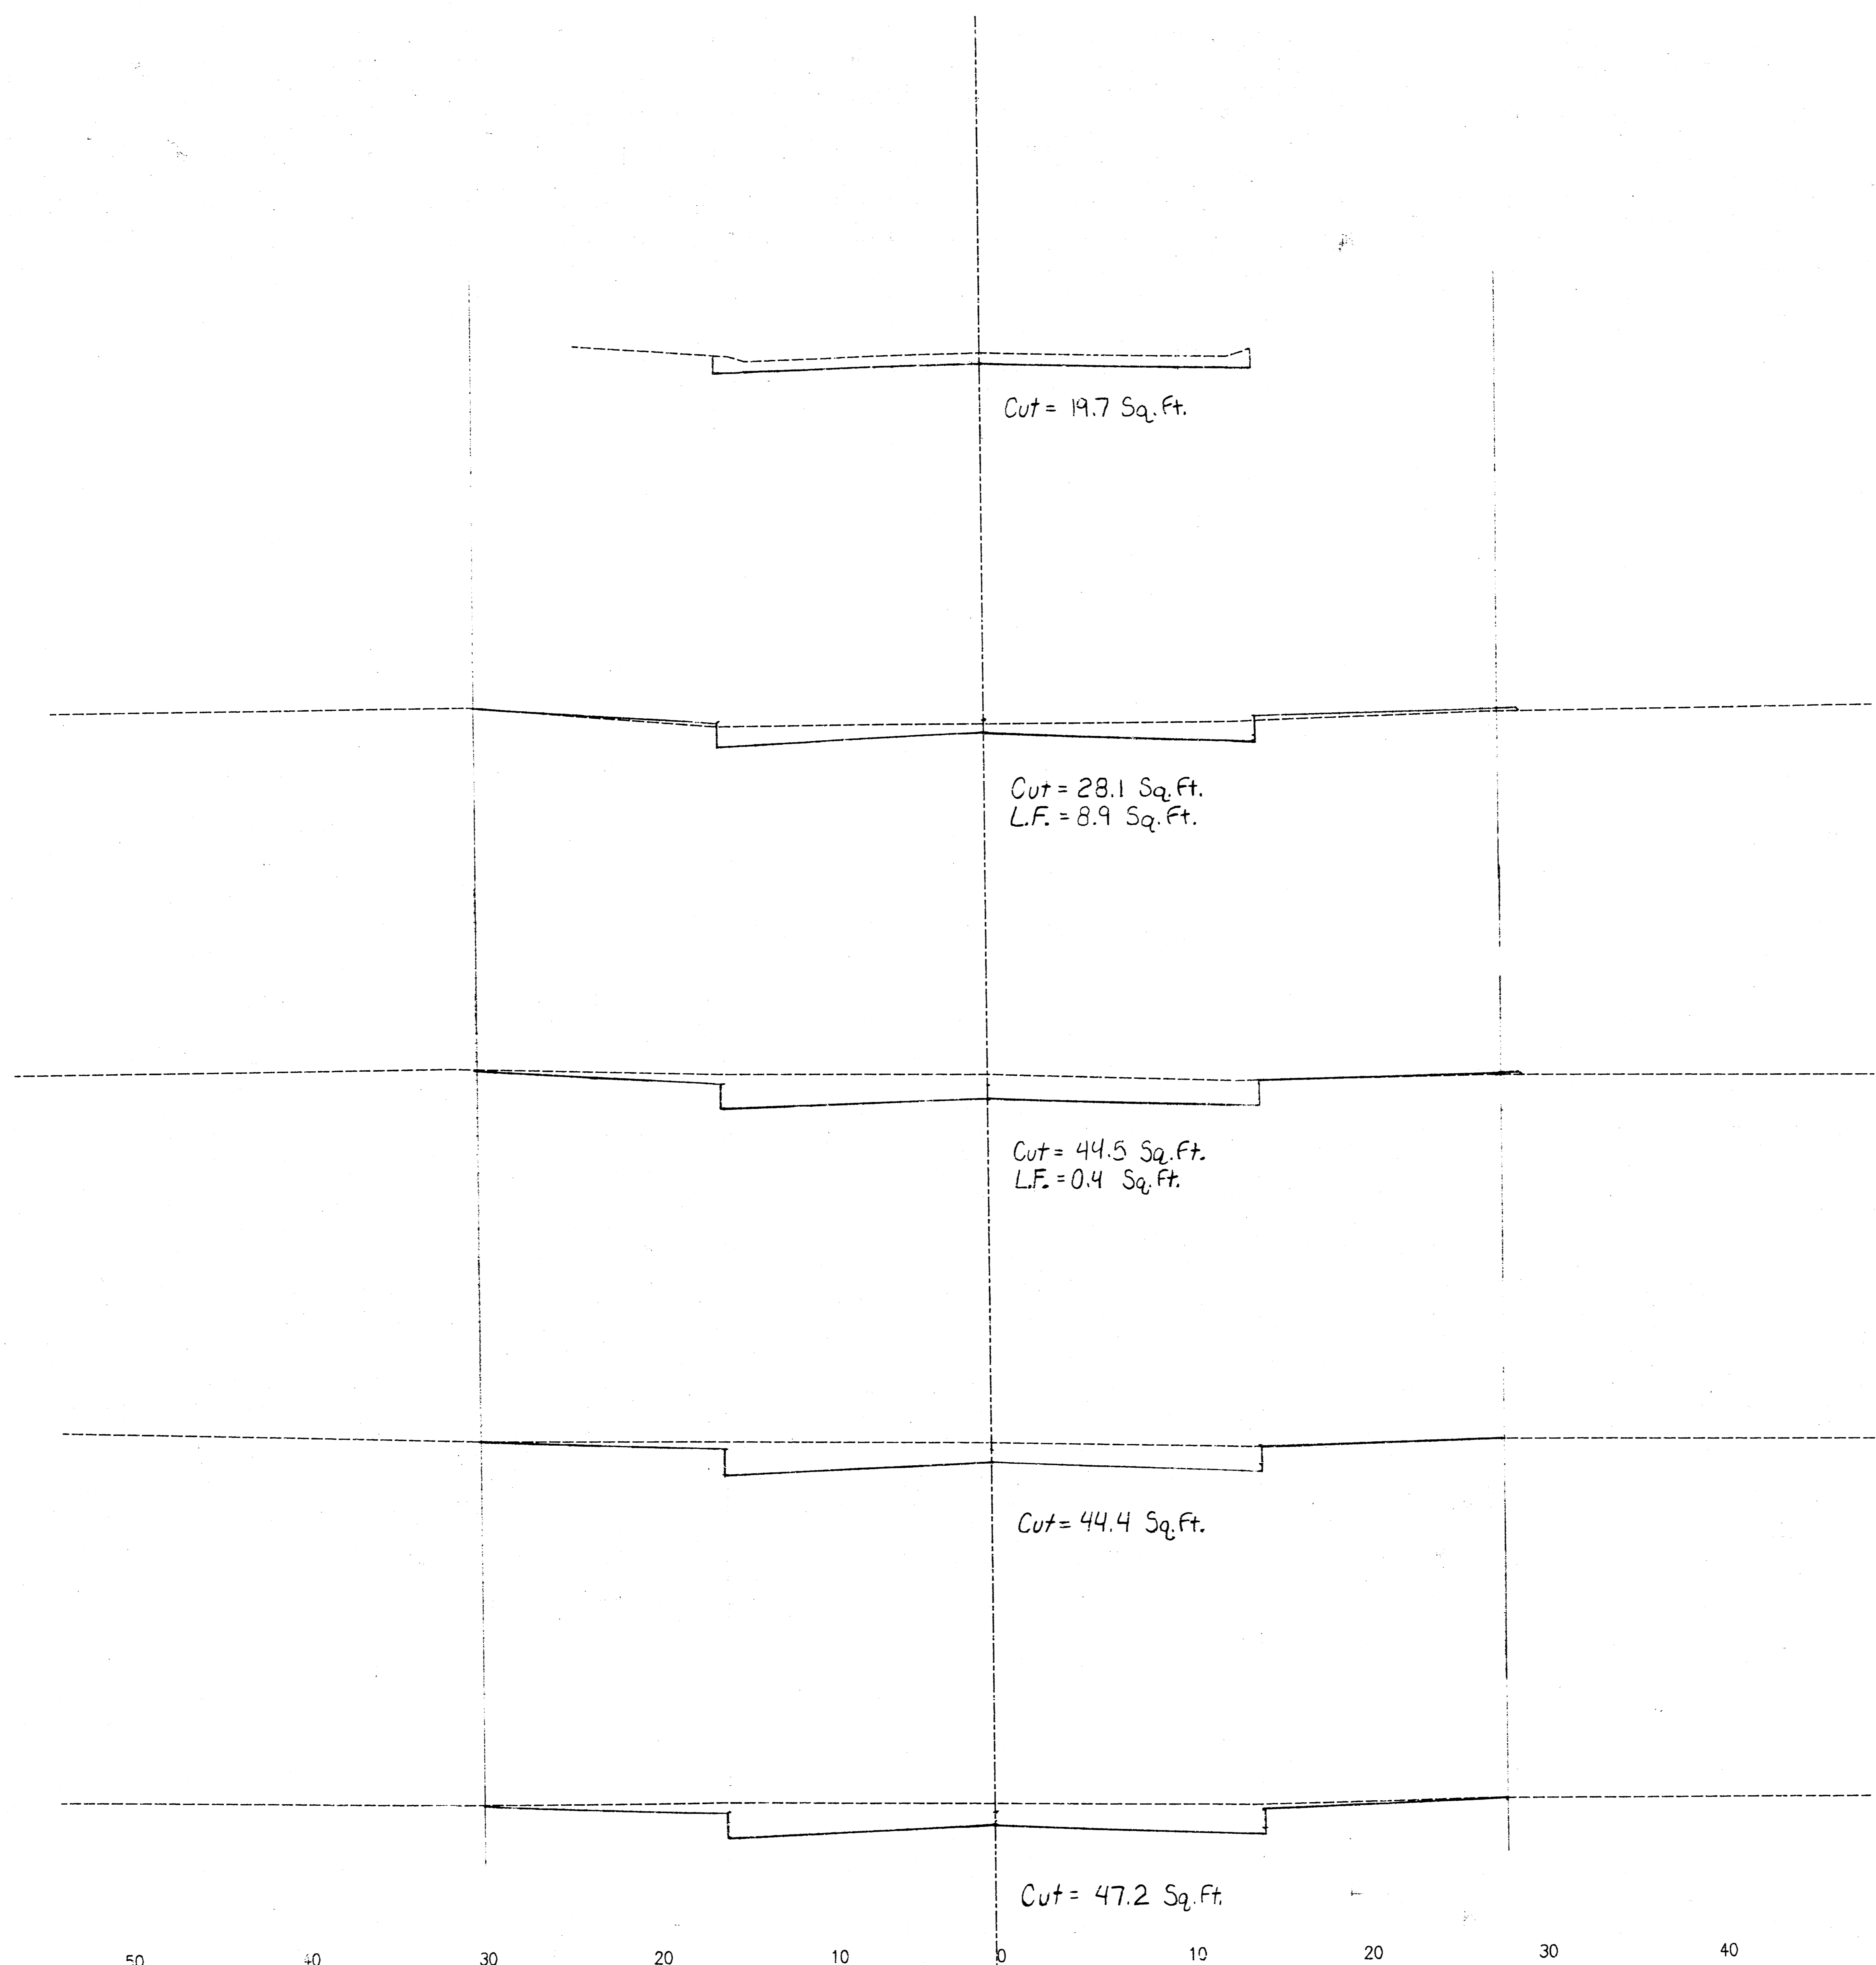 Cut = 19.7 Sq.Ft.
Cut = 28.1 Sq.Ft.
L.F. = 8.9 Sq.Ft.
Cut = 44.5 Sq.Ft.
L.F. = 0.4 Sq.Ft.
Cut = 44.4 Sq.Ft.
Cut = 47.2 Sq.Ft.
50 40 30 20 10 0 10 20 30 40